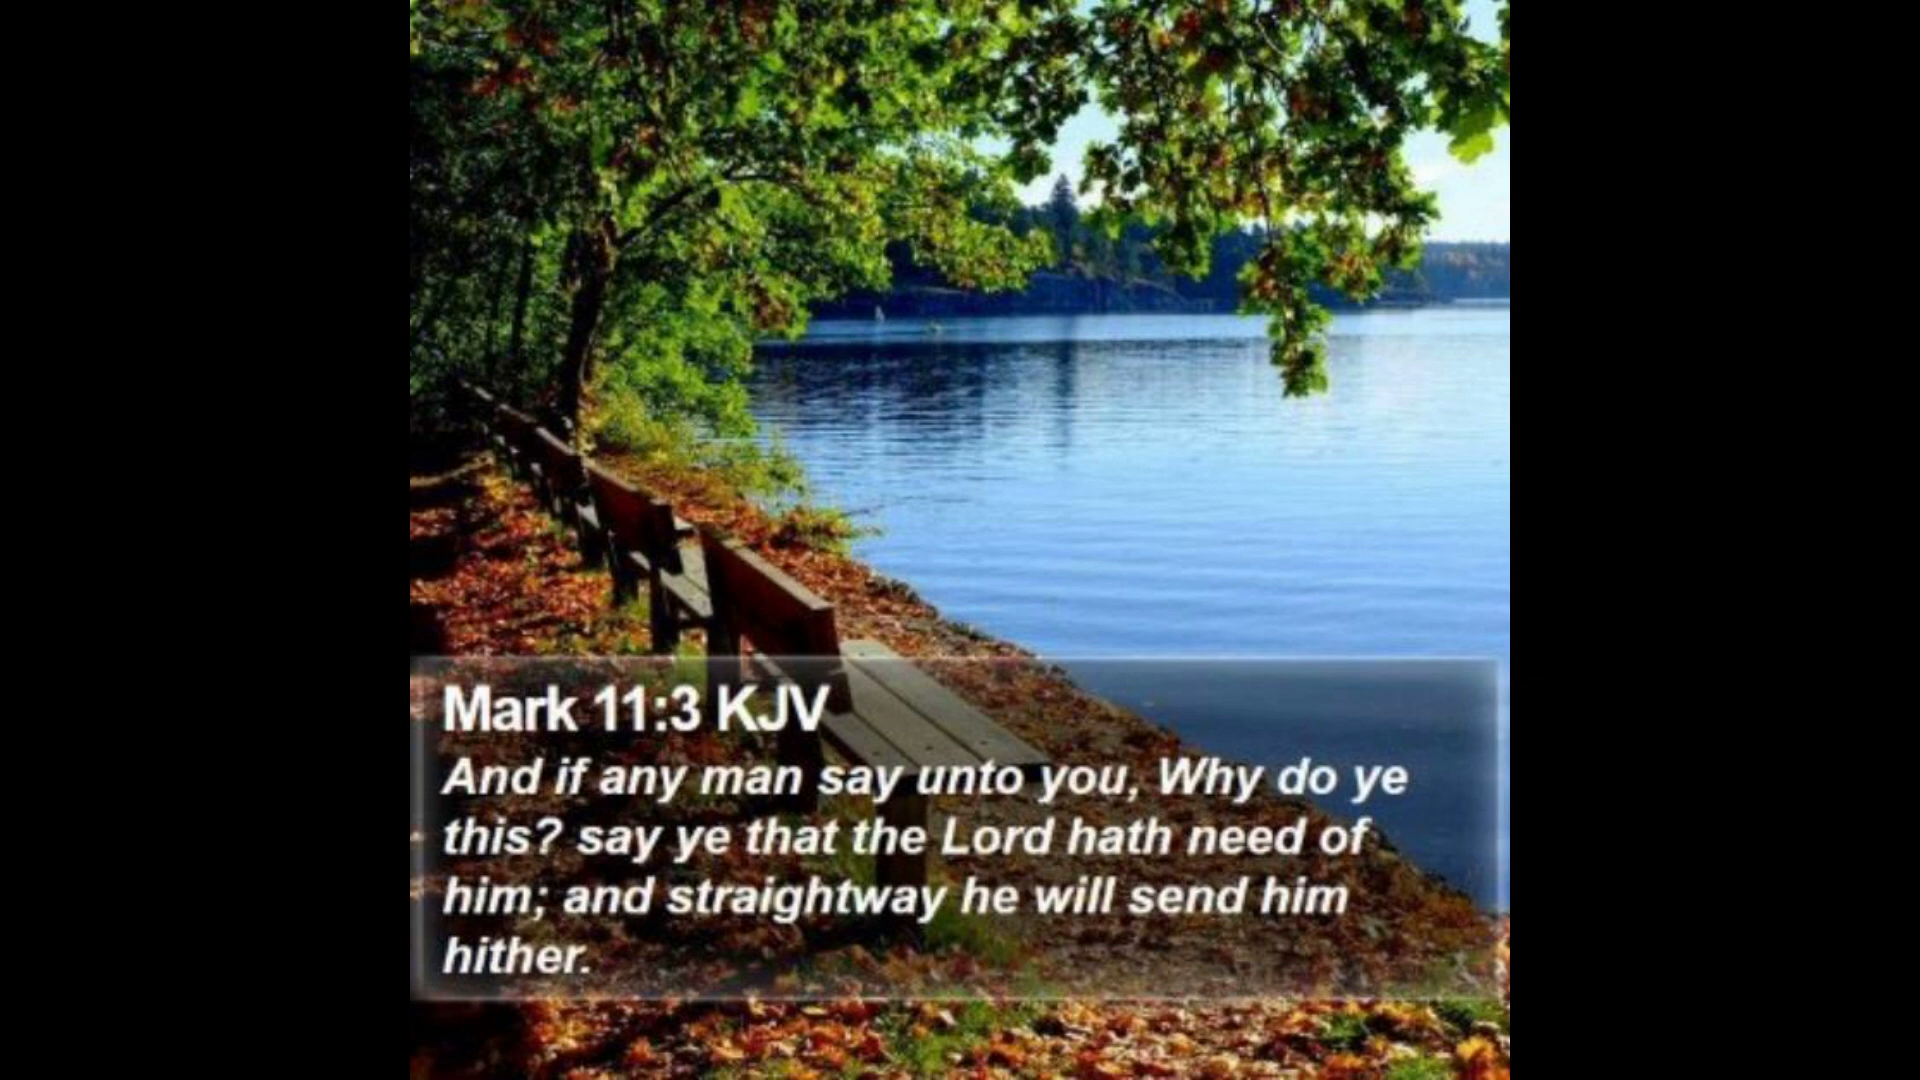 Mark 11:3 KJV
And if any man say unto you, Why do ye
this? say ye that the Lord hath need of
him; and straightway he will send him
hither.